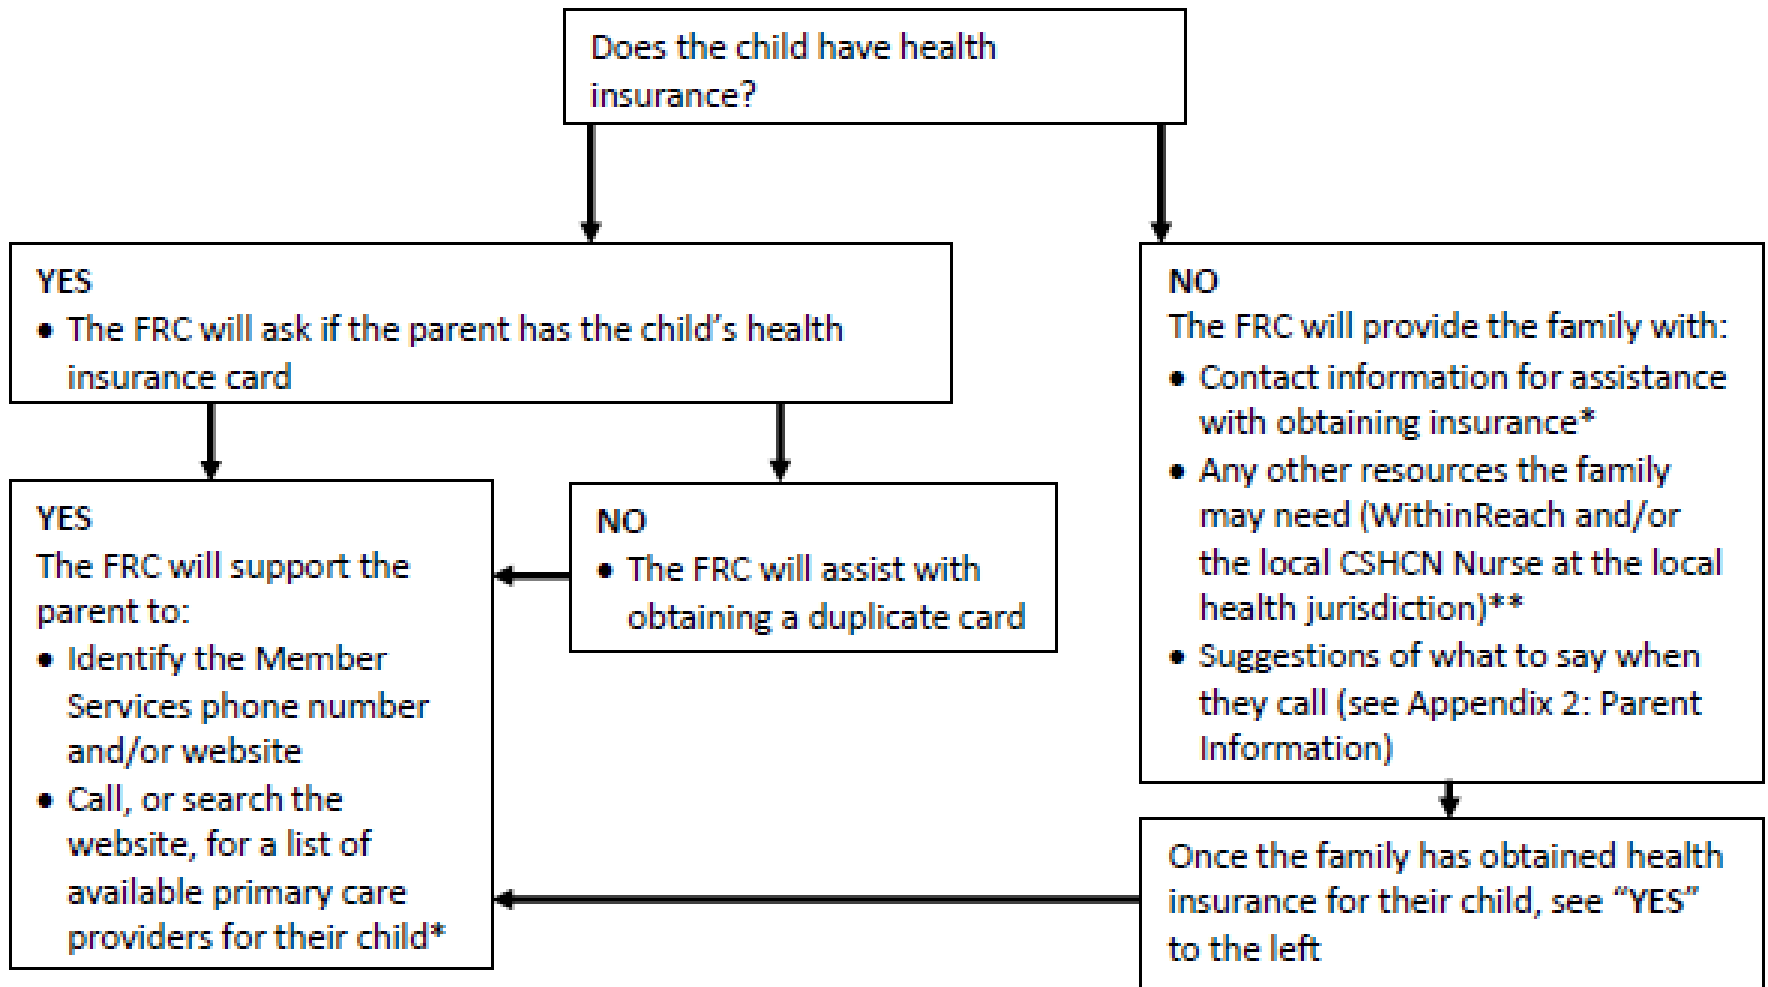 Does the child have health
insurance?
YES
• The FRC will ask if the parent has the child's health
insurance card
NO
The FRC will provide the family with:
• Contact information for assistance
with obtaining insurance*
• Any other resources the family
may need (WithinReach and/or
the local CSHCN Nurse at the local
health jurisdiction)**
• Suggestions of what to say when
they call (see Appendix 2: Parent
Information)
YES
The FRC will support the
parent to:
• Identify the Member
Services phone number
and/or website
• Call, or search the
website, for a list of
available primary care
providers for their child*
NO
• The FRC will assist with
obtaining a duplicate card
Once the family has obtained health
insurance for their child, see “YES”
to the left